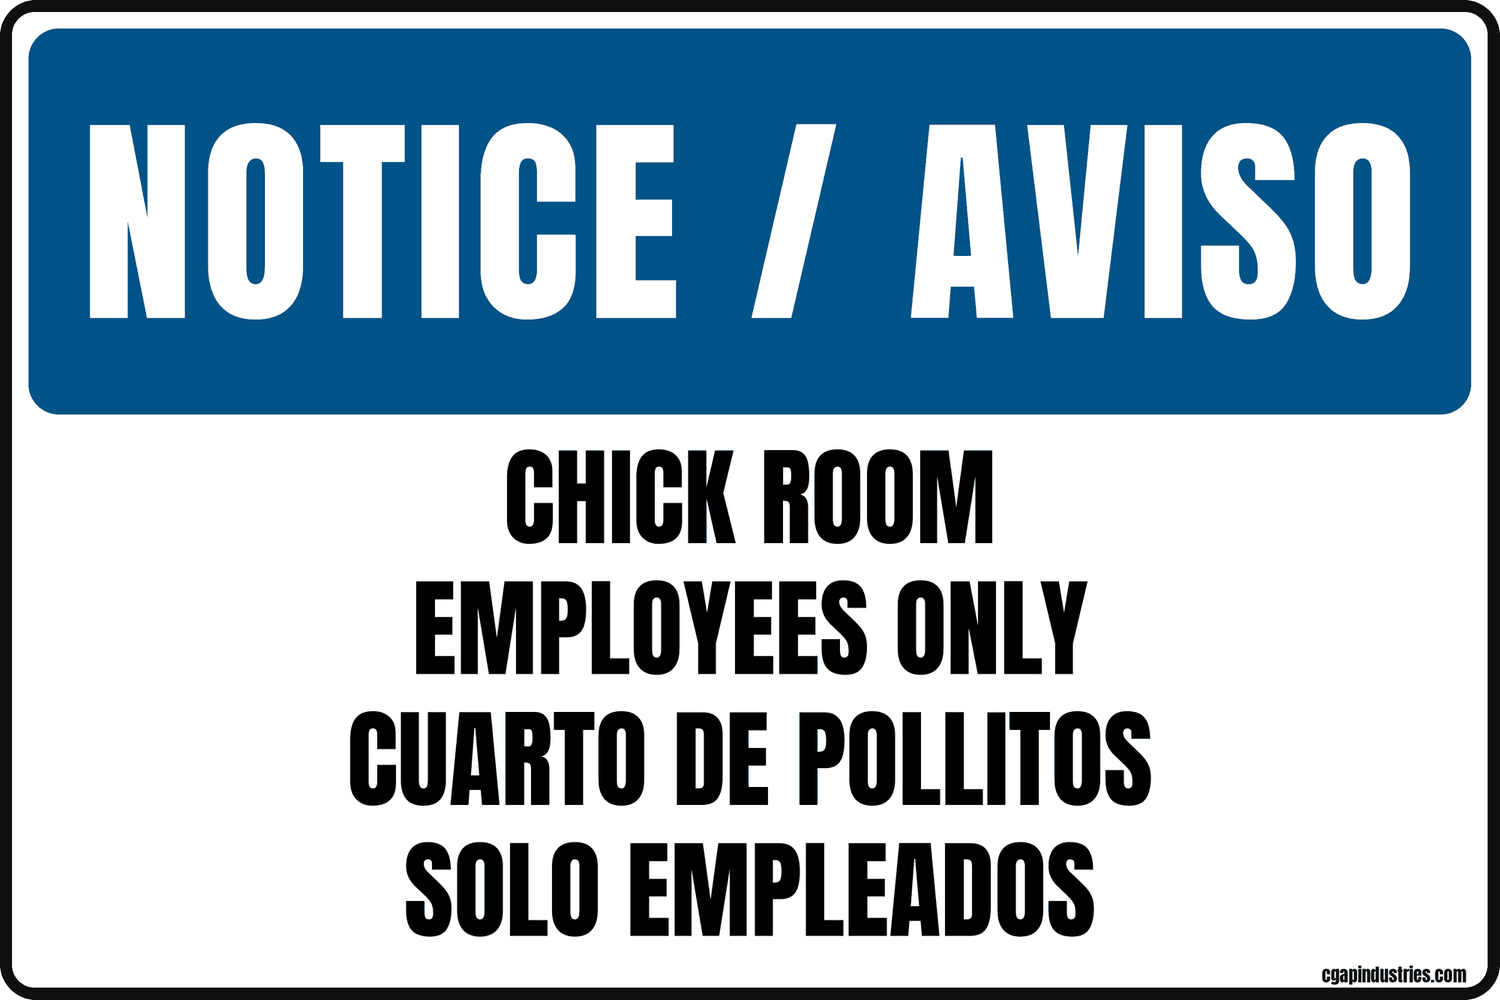 NOTICE / AVISO
CHICK ROOM
EMPLOYEES ONLY
CUARTO DE POLLITOS
SOLO EMPLEADOS
cgapindustries.com